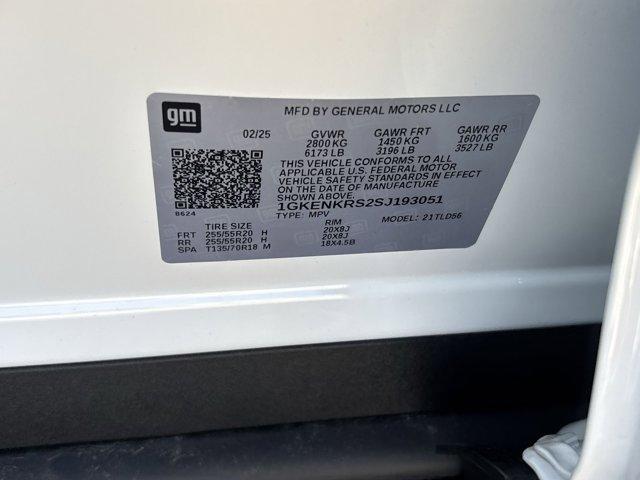 gm
MFD BY GENERAL MOTORS LLC
02/25 GVWR GAWR FRT GAWR RR
2800 KG 1450 KG 1600 KG
6173 LB 3196 LB 3527 LB
THIS VEHICLE CONFORMS TO ALL
APPLICABLE U.S. FEDERAL MOTOR
VEHICLE SAFETY STANDARDS IN EFFECT
ON THE DATE OF MANUFACTURE
SHOWN ABOVE.
1GKENKRS2SJ193051
8624
TYPE: MPV MODEL: 21TLD56
TIRE SIZE RIM
FRT 255/55R20 H 20X8J
RR 255/55R20 H 20X8J
SPA T135/70R18 M 18X4.5B